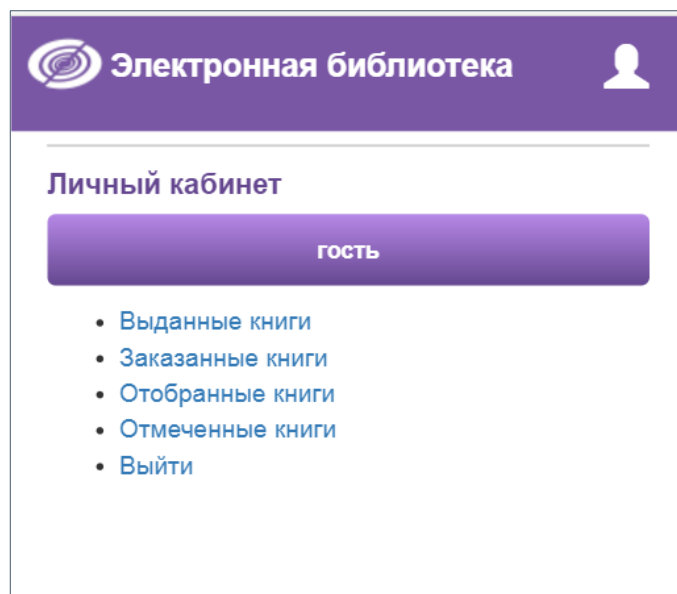 Электронная библиотека
Личный кабинет
гость
Выданные книги
Заказанные книги
Отобранные книги
Отмеченные книги
Выйти